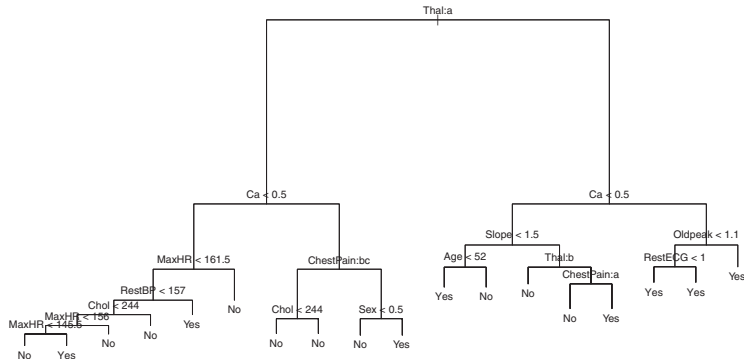 Thal:a
Ca < 0.5
Ca < 0.5
Slope < 1.5
Oldpeak < 1.1
MaxHR < 161.5
ChestPain:bc
Age < 52
Thal:b
RestECG < 1
ChestPain:a
Yes
RestBP < 157
Yes
No
No
Yes
Yes
Chol < 244
No
Chol < 244
Sex < 0.5
No
Yes
MaxHR < 156
Yes
MaxHR < 145.5
No
No
No
No
No
Yes
No
Yes